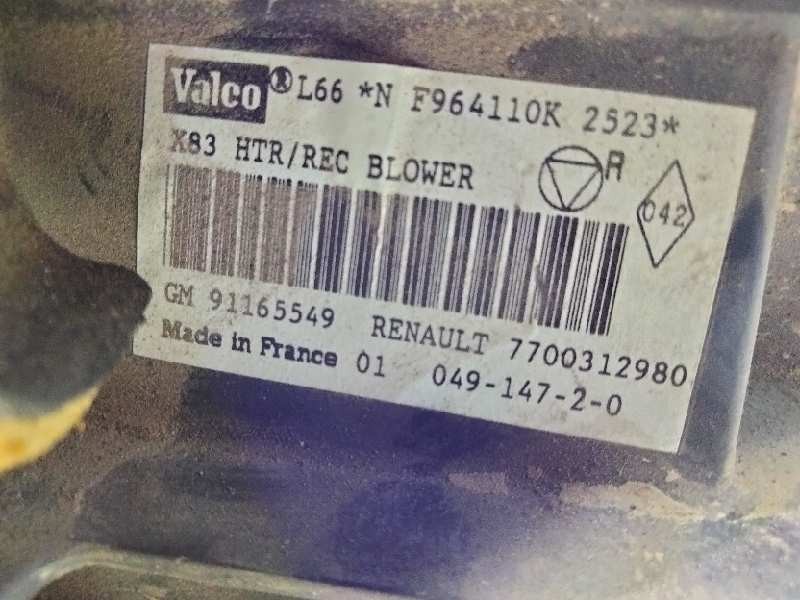 Valco® L66 *N F964110K 2523*
X83 HTR/REC BLOWER
R
042
GM 91165549 RENAULT 7700312980
Made in France 01 049-147-2-0